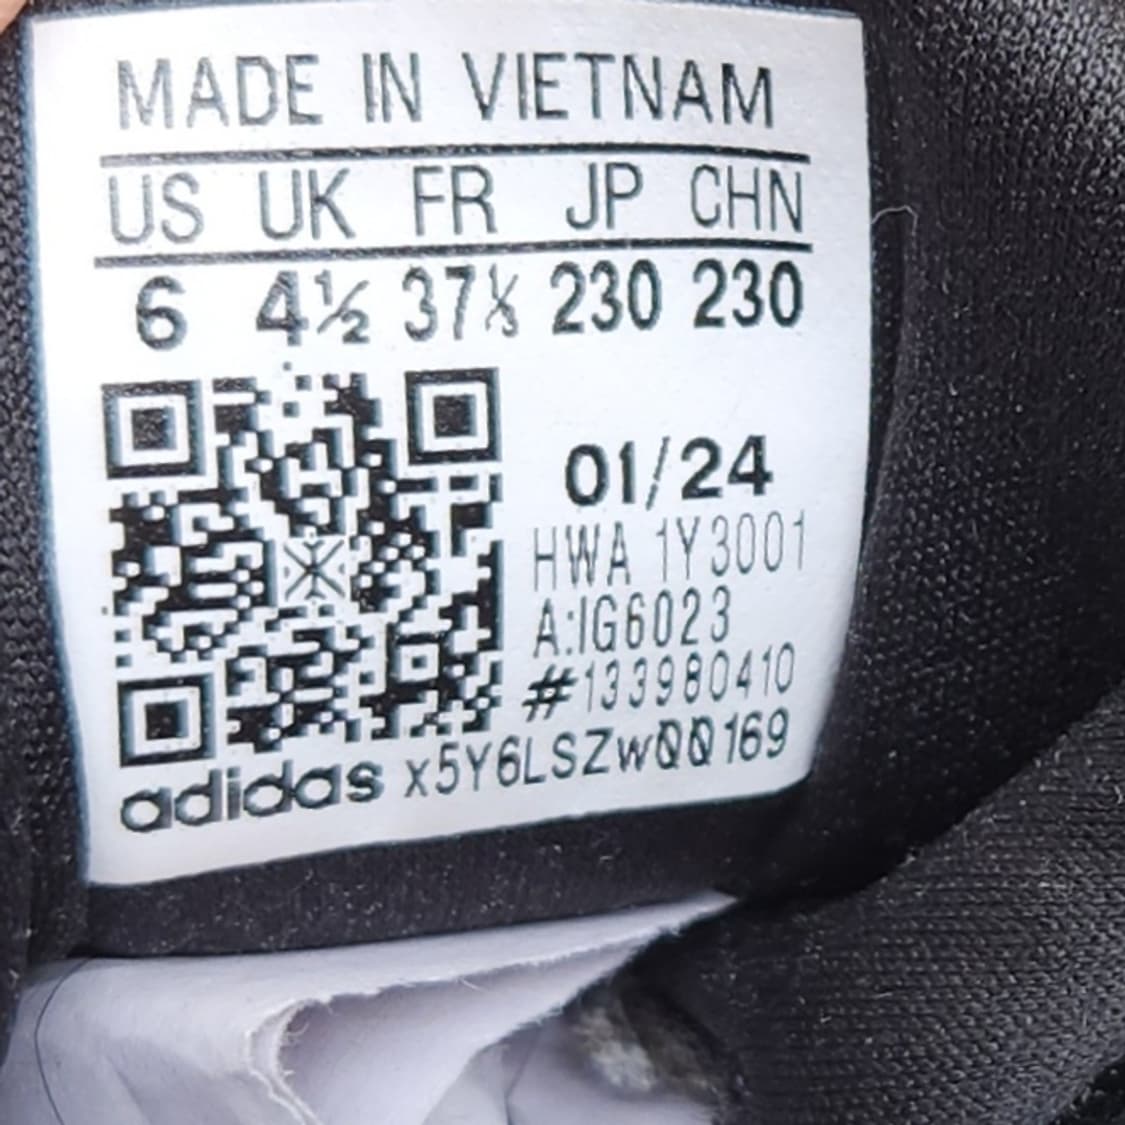 MADE IN VIETNAM
US UK FR JP CHN
6 4½ 37⅓ 230 230
01/24
HWA 1Y3001
A:IG6023
#133980410
adidas x5Y6LSZw00169